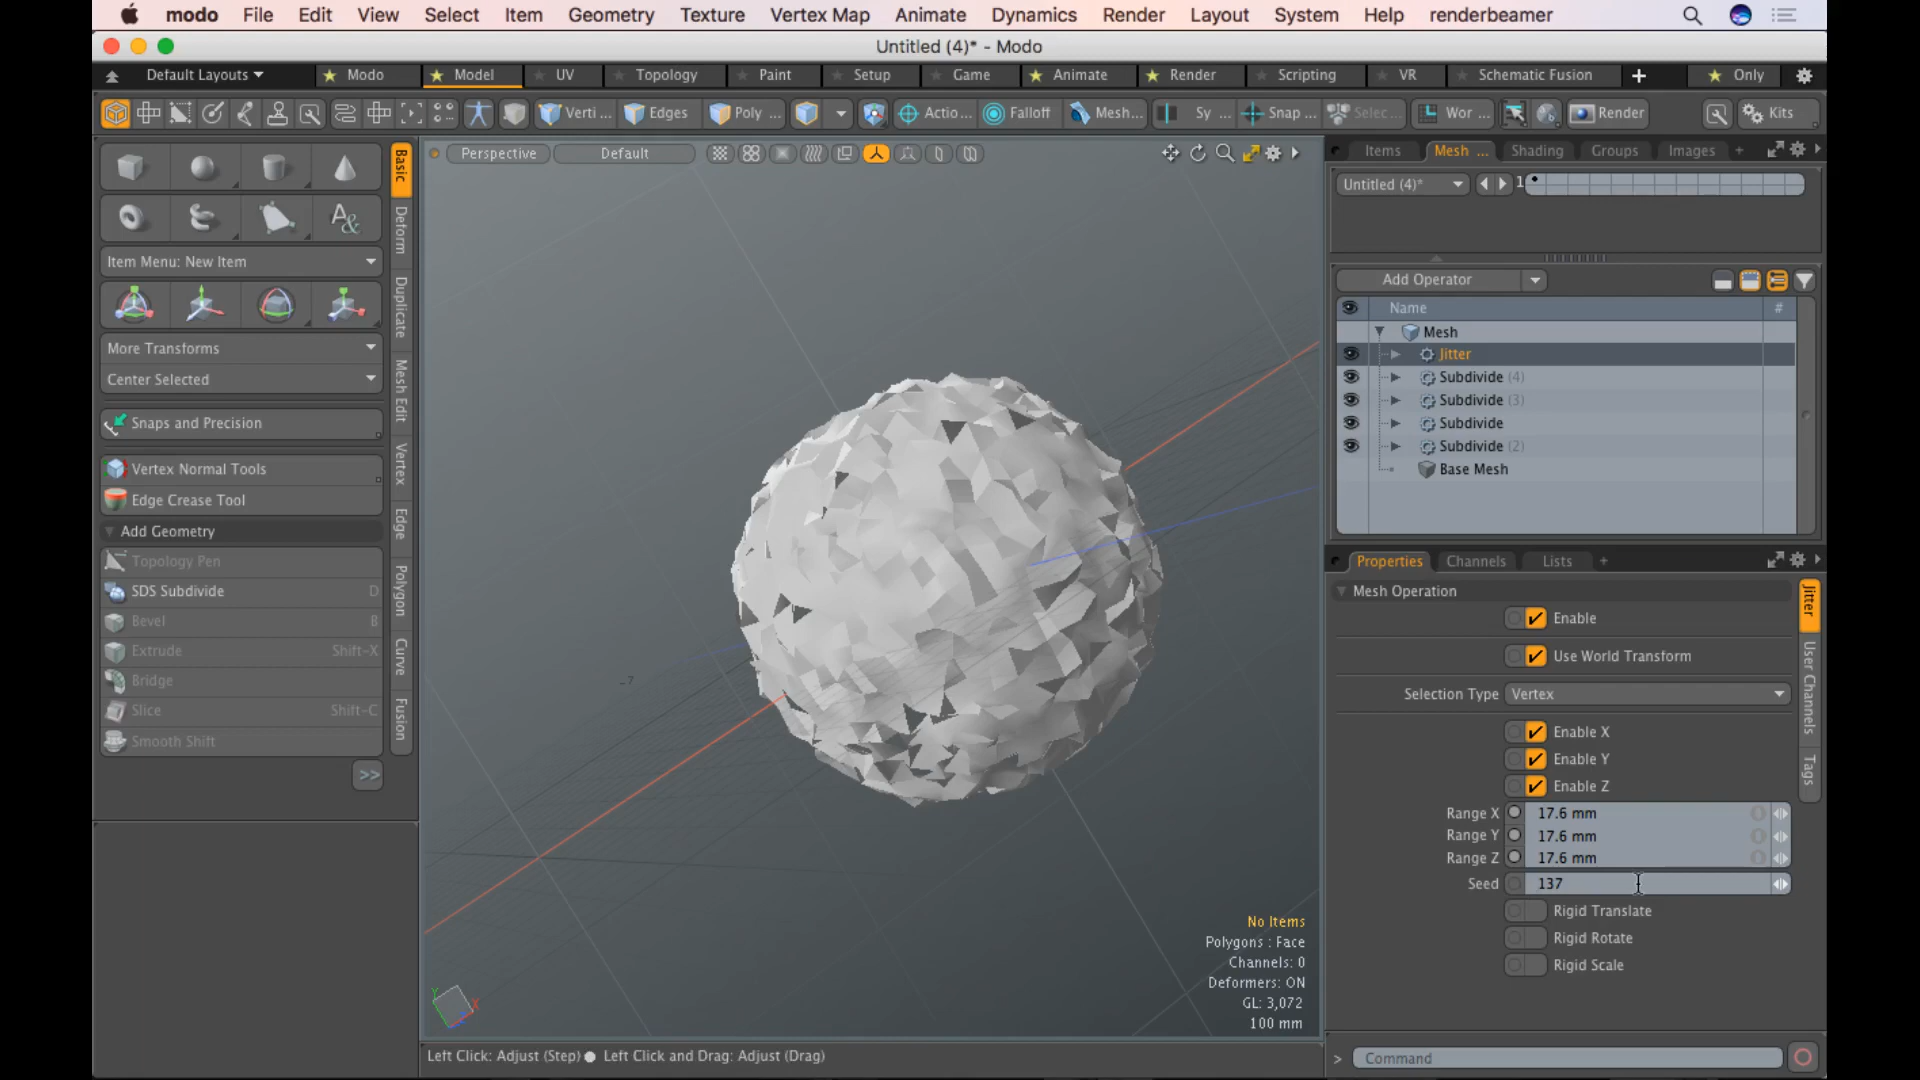 modo File Edit View Select Item Geometry Texture Vertex Map Animate Dynamics Render Layout System Help renderbeamer
Untitled (4)* - Modo
Default Layouts Modo Model UV Topology Paint Setup Game Animate Render Scripting VR Schematic Fusion + Only
Verti ... Edges Poly ... Actio... Falloff Mesh... Sy ... Snap ... Selec... Wor ... Render Kits
Perspective Default
Items Mesh ... Shading Groups Images +
Untitled (4)* 1
Basic
Deform
Duplicate
Mesh Edit
Vertex
Edge
Polygon
Curve
Fusion
Item Menu: New Item
More Transforms
Center Selected
Snaps and Precision
Vertex Normal Tools
Edge Crease Tool
Add Geometry
Topology Pen
SDS Subdivide D
Bevel B
Extrude Shift-X
Bridge
Slice Shift-C
Smooth Shift
>>
Add Operator
Name #
Mesh
Jitter
Subdivide (4)
Subdivide (3)
Subdivide
Subdivide (2)
Base Mesh
Properties Channels Lists +
Mesh Operation
Enable
Use World Transform
Selection Type Vertex
Enable X
Enable Y
Enable Z
Range X 17.6 mm
Range Y 17.6 mm
Range Z 17.6 mm
Seed 137
Rigid Translate
Rigid Rotate
Rigid Scale
Jitter
User Channels
Tags
No Items
Polygons : Face
Channels: 0
Deformers: ON
GL: 3,072
100 mm
Y X
Left Click: Adjust (Step) ● Left Click and Drag: Adjust (Drag)
> Command